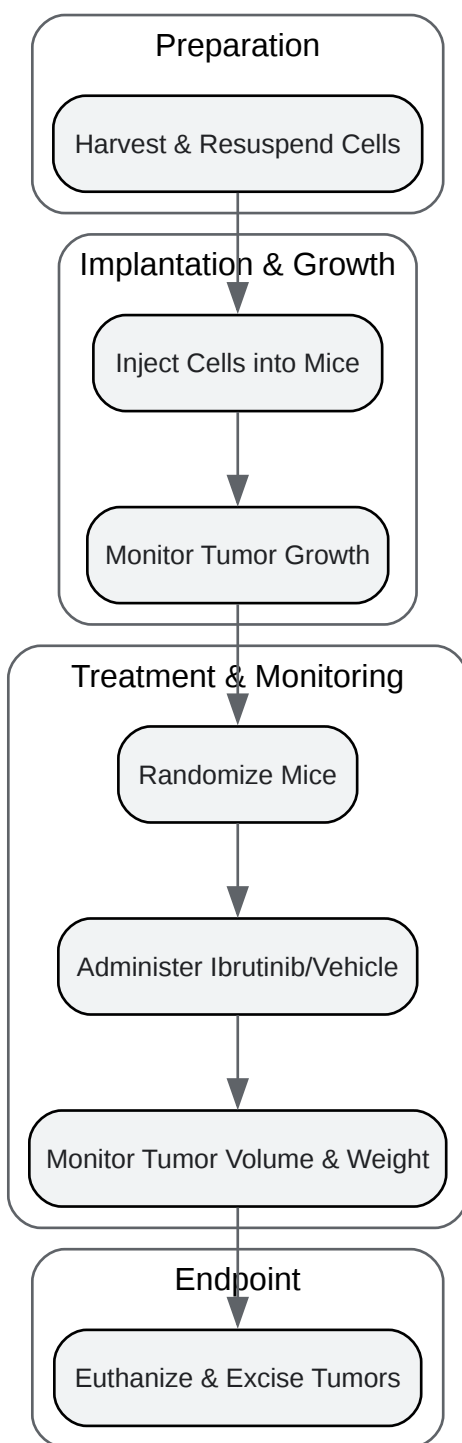 Preparation
Harvest & Resuspend Cells
Implantation & Growth
Inject Cells into Mice
Monitor Tumor Growth
Treatment & Monitoring
Randomize Mice
Administer Ibrutinib/Vehicle
Monitor Tumor Volume & Weight
Endpoint
Euthanize & Excise Tumors